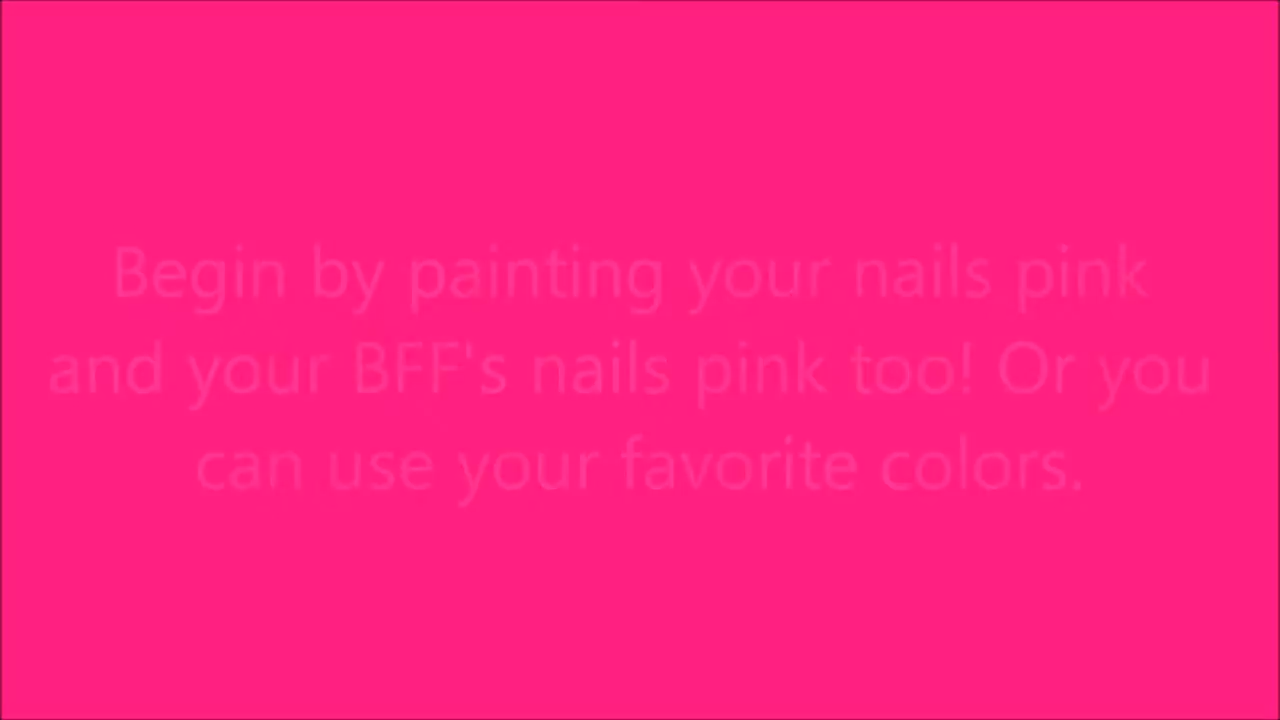 Begin by painting your nails pink
and your BFF's nails pink too! Or you
can use your favorite colors.